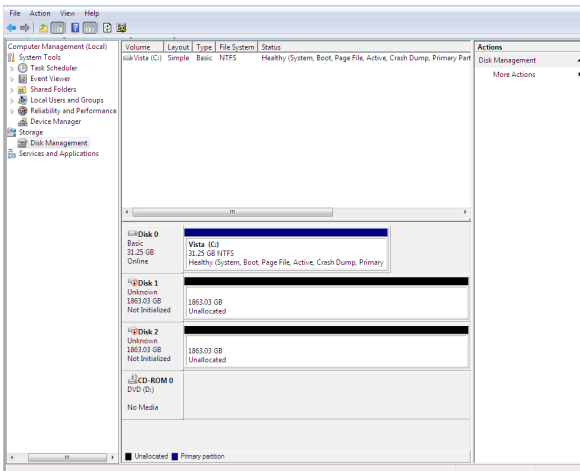 File Action View Help
Computer Management (Local)
System Tools
Task Scheduler
Event Viewer
Shared Folders
Local Users and Groups
Reliability and Performance
Device Manager
Storage
Disk Management
Services and Applications
Volume Layout Type File System Status
Vista (C:) Simple Basic NTFS Healthy (System, Boot, Page File, Active, Crash Dump, Primary Part
Disk 0
Basic
31.25 GB
Online
Vista (C:)
31.25 GB NTFS
Healthy (System, Boot, Page File, Active, Crash Dump, Primary
Disk 1
Unknown
1863.03 GB
Not Initialized
1863.03 GB
Unallocated
Disk 2
Unknown
1863.03 GB
Not Initialized
1863.03 GB
Unallocated
CD-ROM 0
DVD (D:)
No Media
Unallocated Primary partition
Actions
Disk Management
More Actions